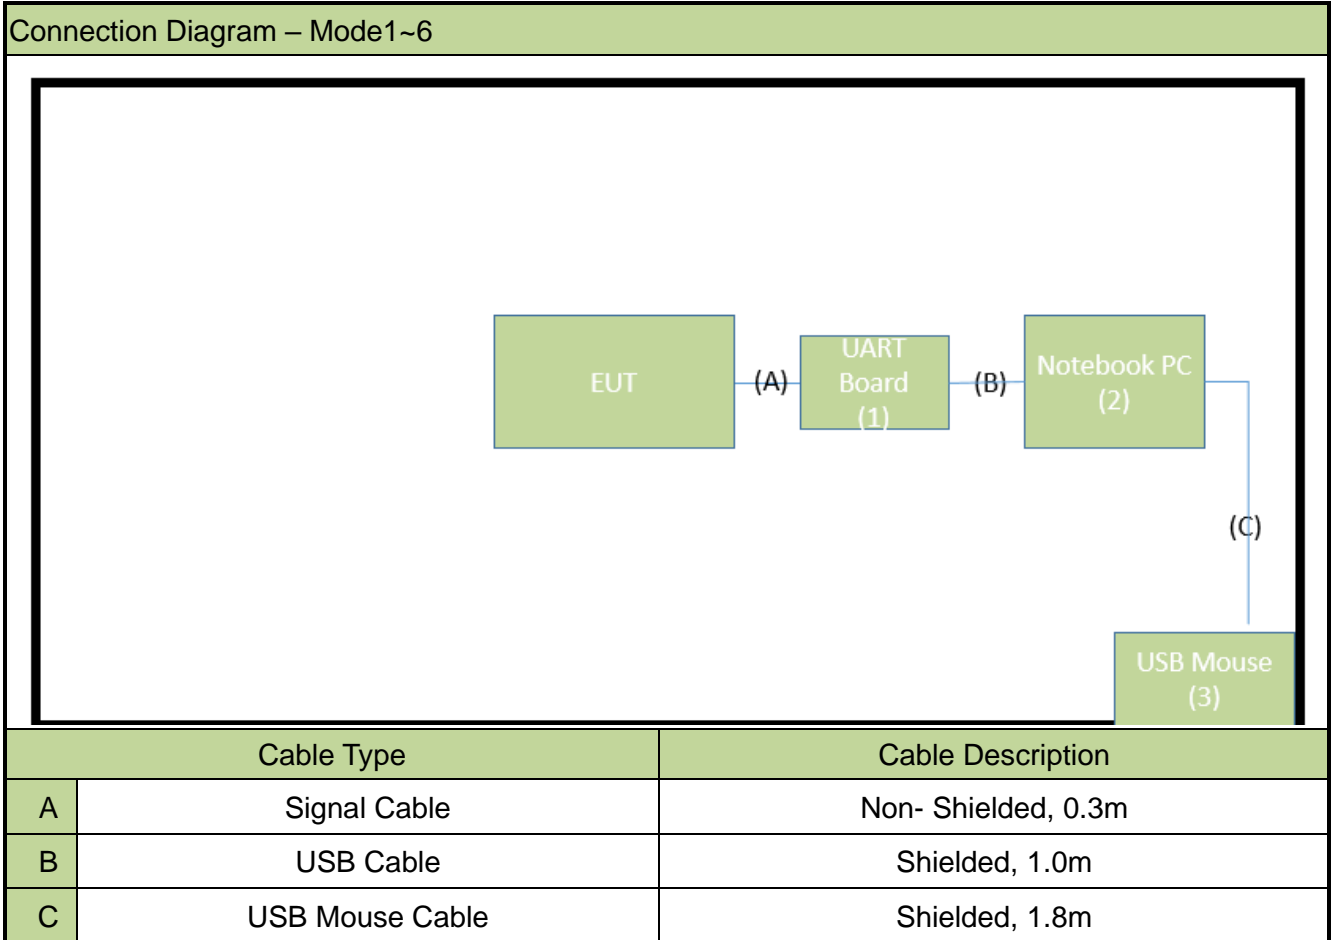 Connection Diagram – Mode1~6
EUT
(A)
UART
Board
(1)
(B)
Notebook PC
(2)
(C)
USB Mouse
(3)
Cable Type Cable Description
A Signal Cable Non- Shielded, 0.3m
B USB Cable Shielded, 1.0m
C USB Mouse Cable Shielded, 1.8m